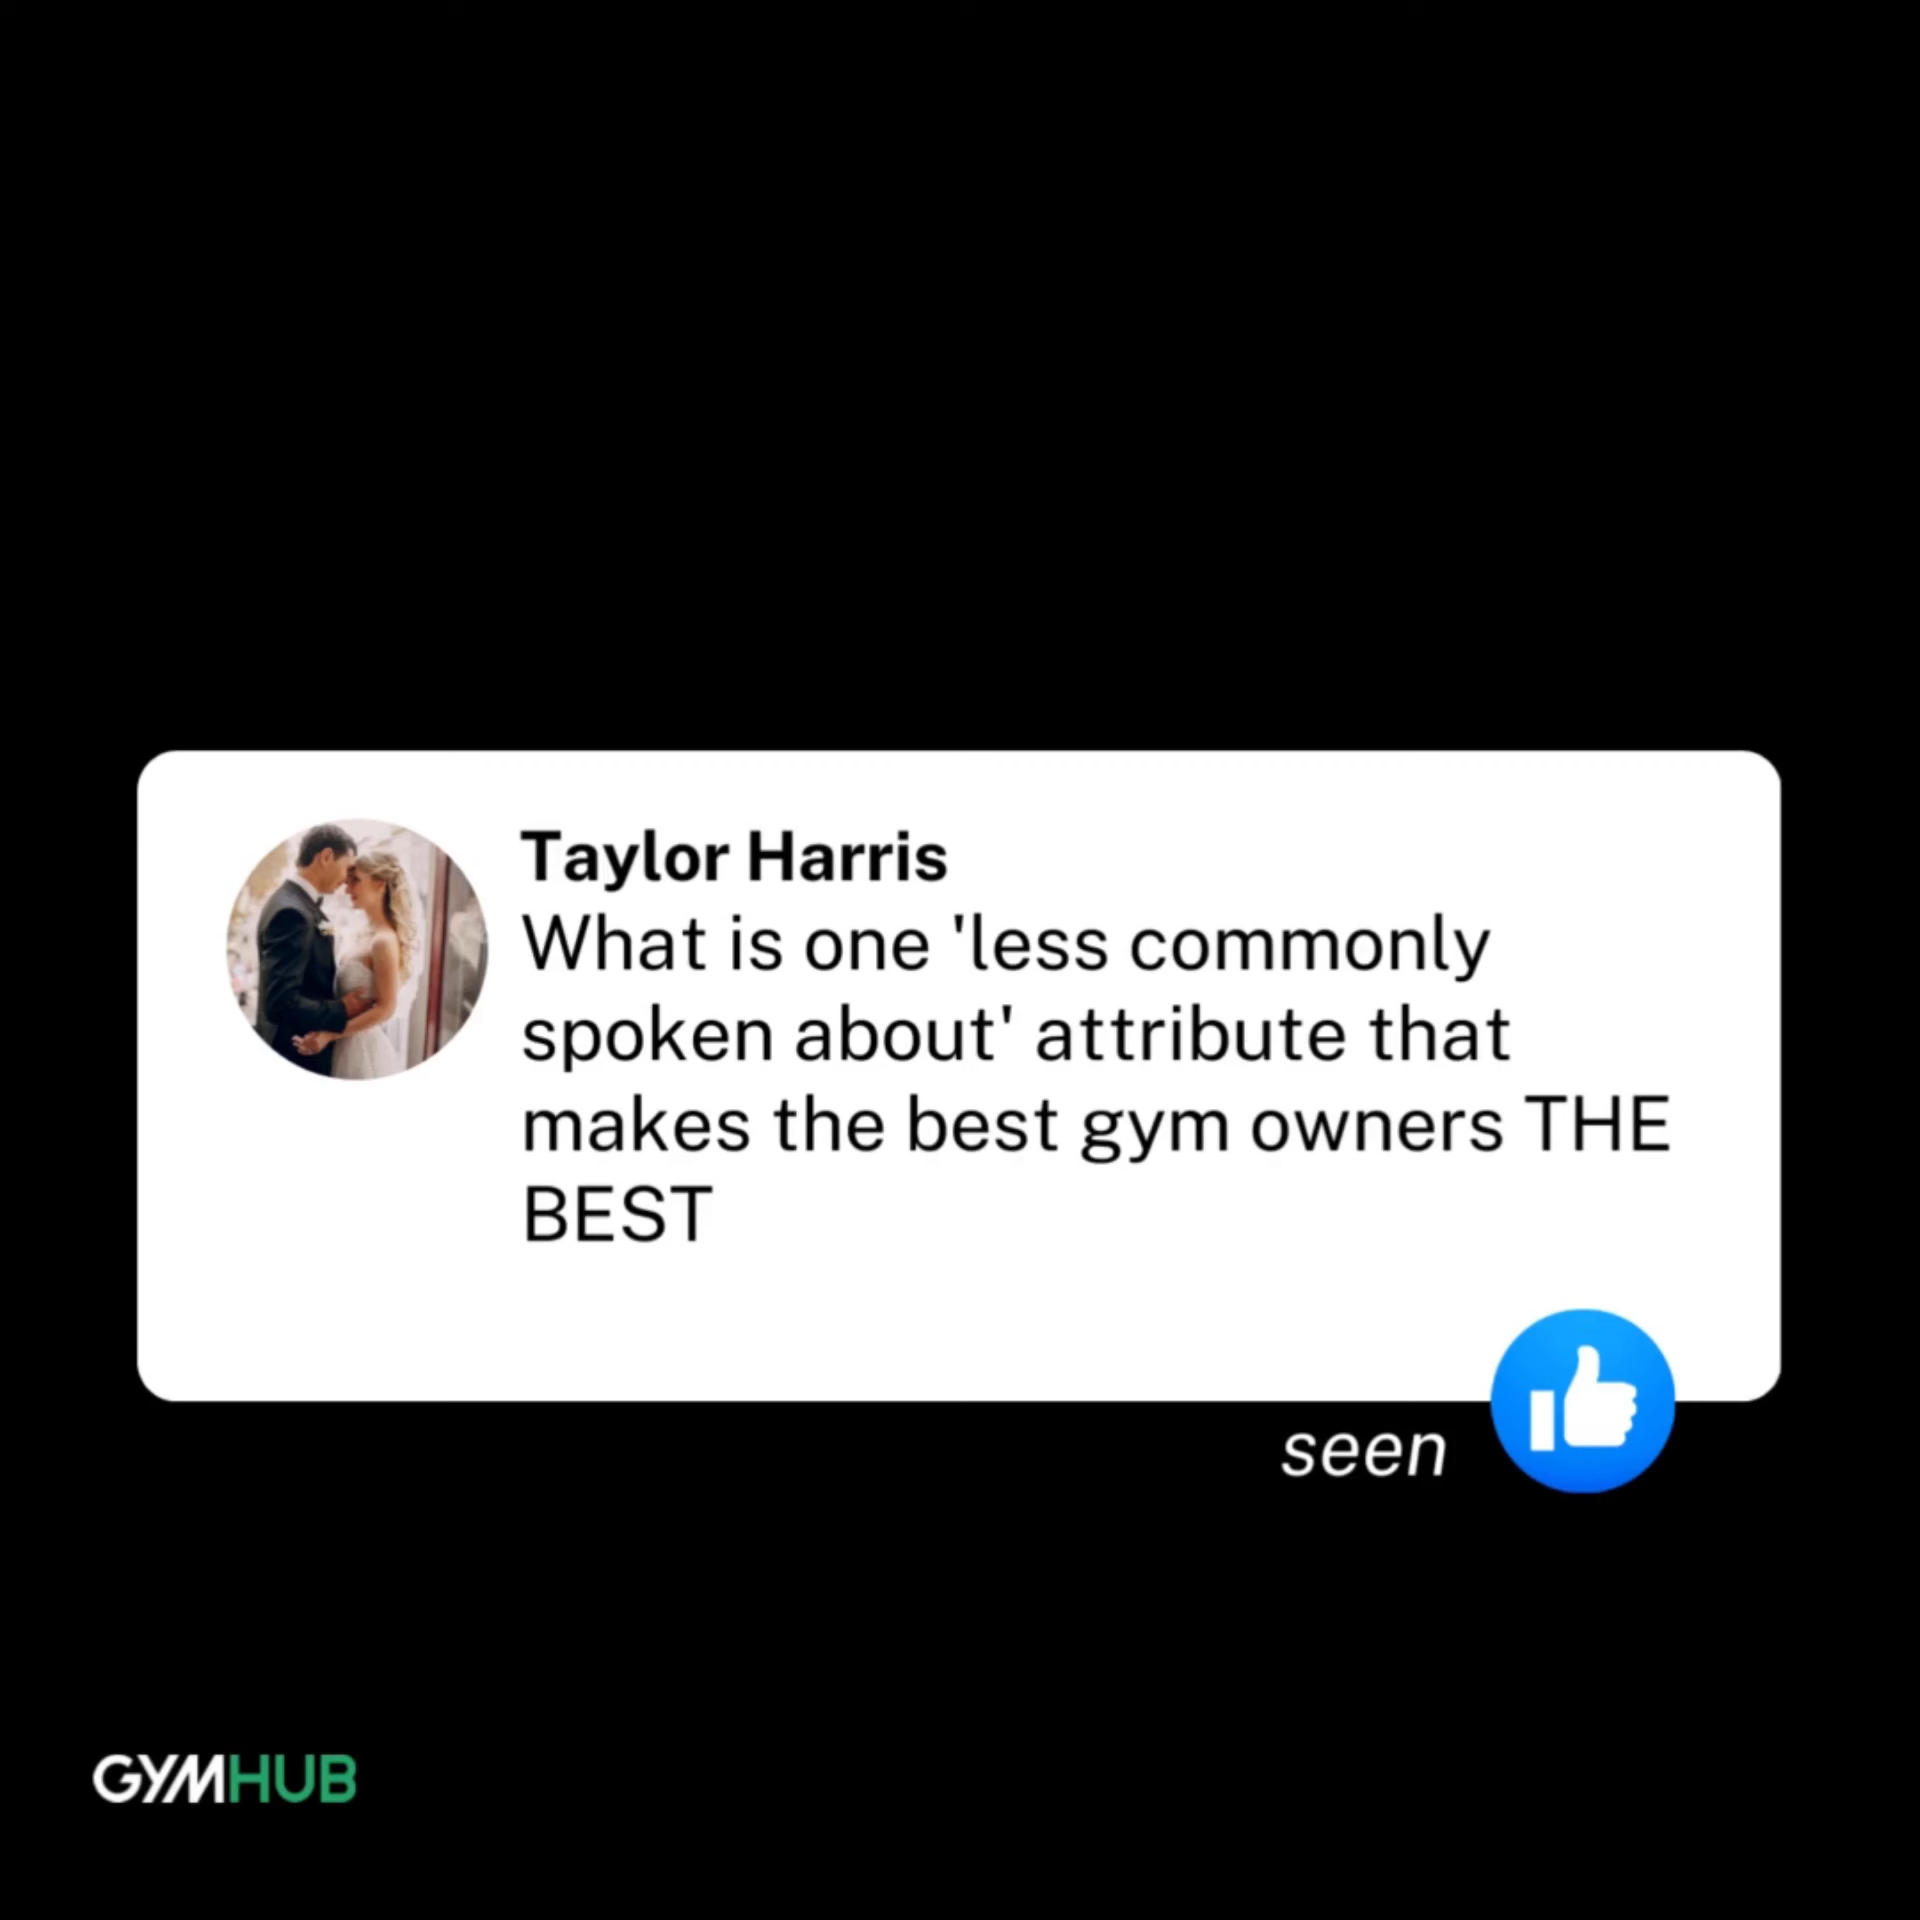 Taylor Harris
What is one 'less commonly
spoken about' attribute that
makes the best gym owners THE
BEST
seen
GYMHUB